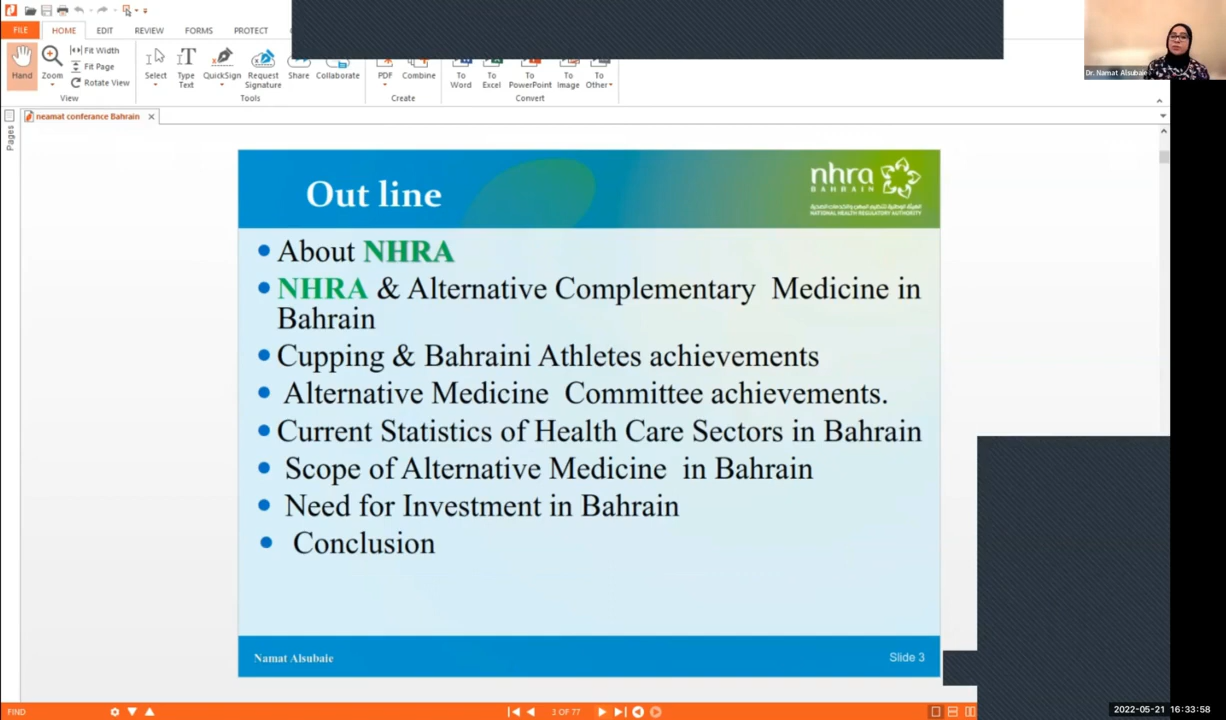 FILE HOME EDIT REVIEW FORMS PROTECT
Hand Zoom Fit Width Fit Page Rotate View Select Type Text QuickSign Request Signature Share Collaborate PDF Combine To Word To Excel To PowerPoint To Image To Other
View Tools Create Convert
Dr. Namat Alsubaie
neamat conferance Bahrain
Pages
Out line
nhra
BAHRAIN
NATIONAL HEALTH REGULATORY AUTHORITY
• About NHRA
• NHRA & Alternative Complementary Medicine in
Bahrain
• Cupping & Bahraini Athletes achievements
• Alternative Medicine Committee achievements.
• Current Statistics of Health Care Sectors in Bahrain
• Scope of Alternative Medicine in Bahrain
• Need for Investment in Bahrain
• Conclusion
Namat Alsubaie
Slide 3
FIND
3 OF 77
2022-05-21 16:33:58